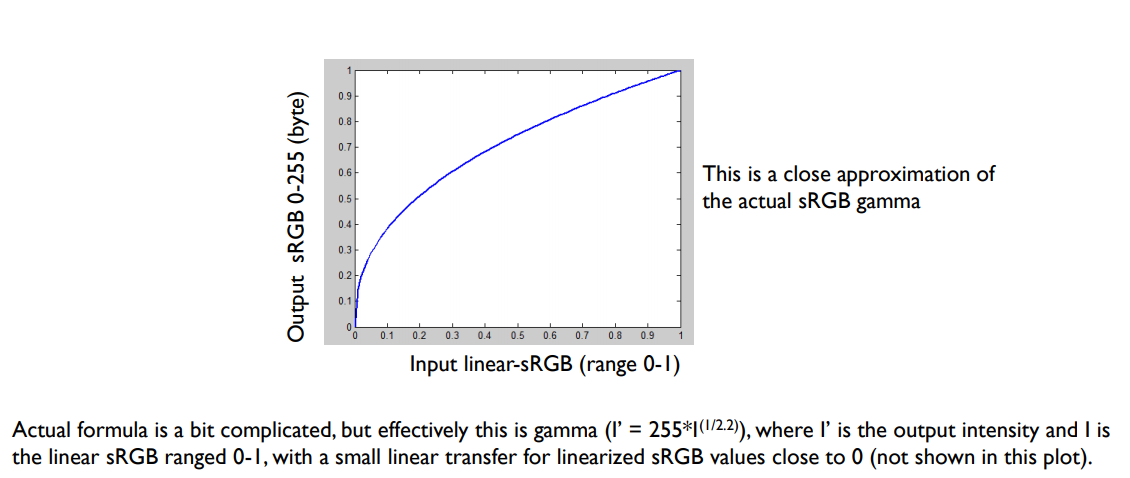 Output sRGB 0-255 (byte)
1
0.9
0.8
0.7
0.6
0.5
0.4
0.3
0.2
0.1
0
0 0.1 0.2 0.3 0.4 0.5 0.6 0.7 0.8 0.9 1
Input linear-sRGB (range 0-1)
This is a close approximation of
the actual sRGB gamma
Actual formula is a bit complicated, but effectively this is gamma (I’ = 255*I(1/2.2)), where I’ is the output intensity and I is
the linear sRGB ranged 0-1, with a small linear transfer for linearized sRGB values close to 0 (not shown in this plot).